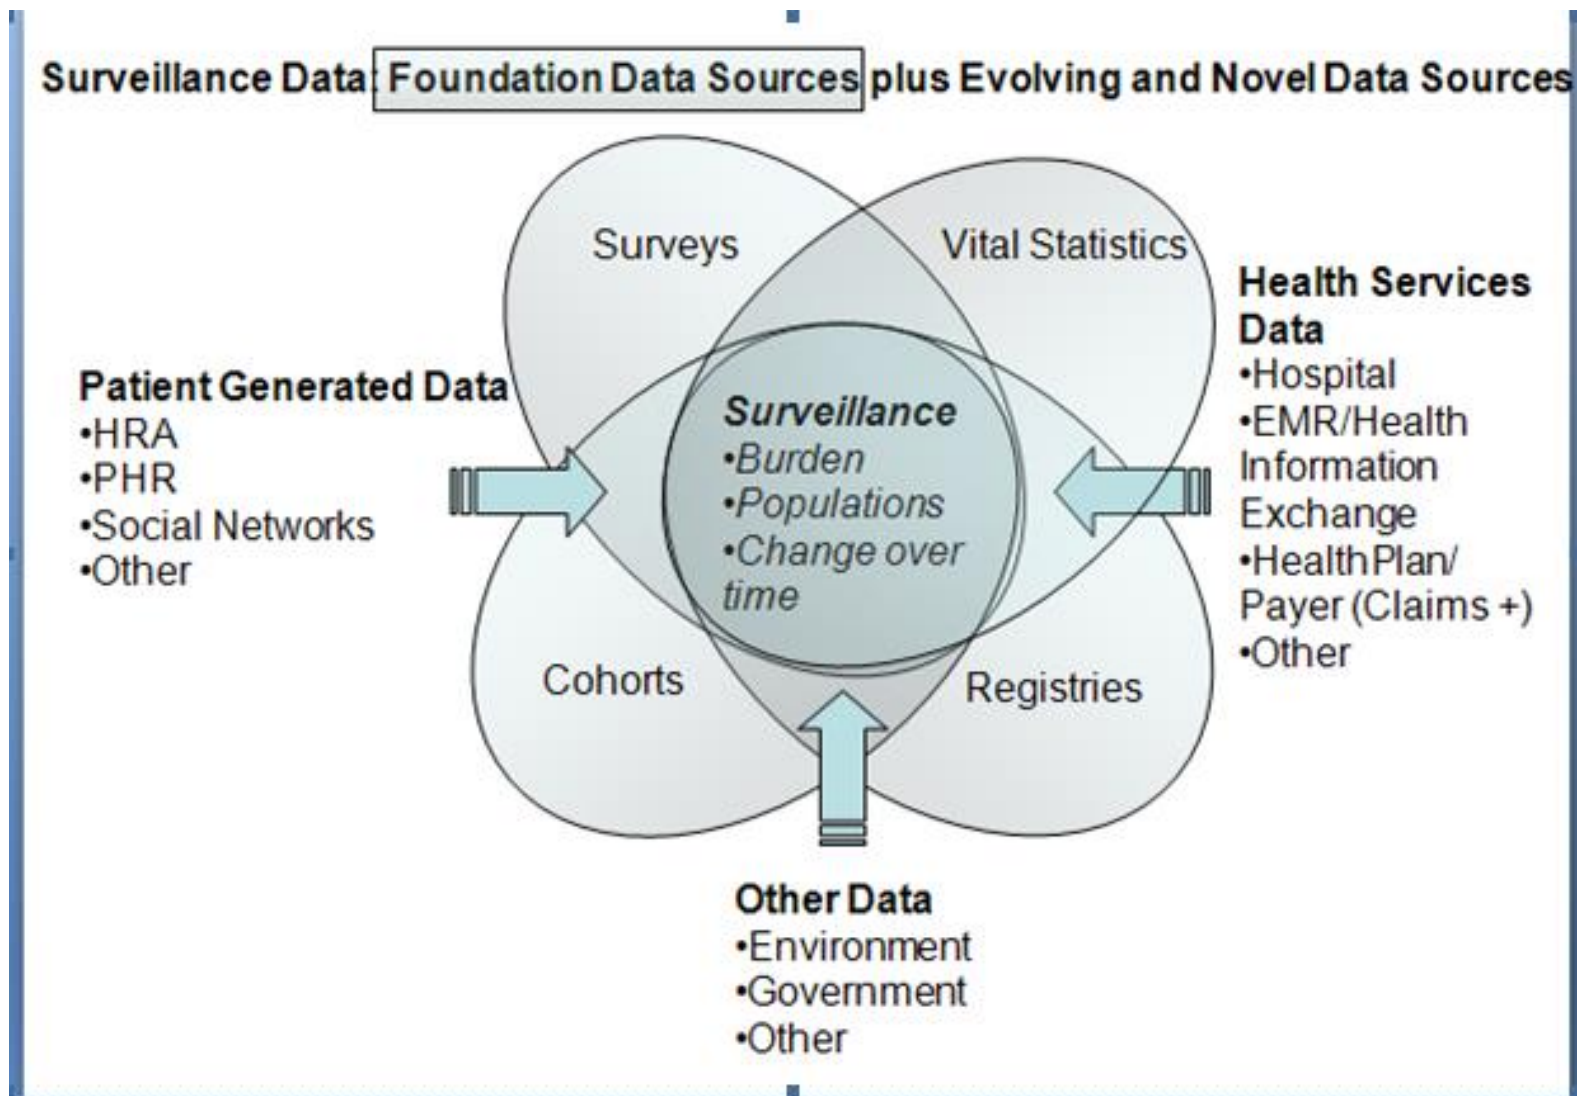 Surveillance Data: Foundation Data Sources plus Evolving and Novel Data Sources
Surveys
Vital Statistics
Patient Generated Data
•HRA
•PHR
•Social Networks
•Other
Surveillance
•Burden
•Populations
•Change over
time
Health Services
Data
•Hospital
•EMR/Health
Information
Exchange
•HealthPlan/
Payer (Claims +)
•Other
Cohorts
Registries
Other Data
•Environment
•Government
•Other